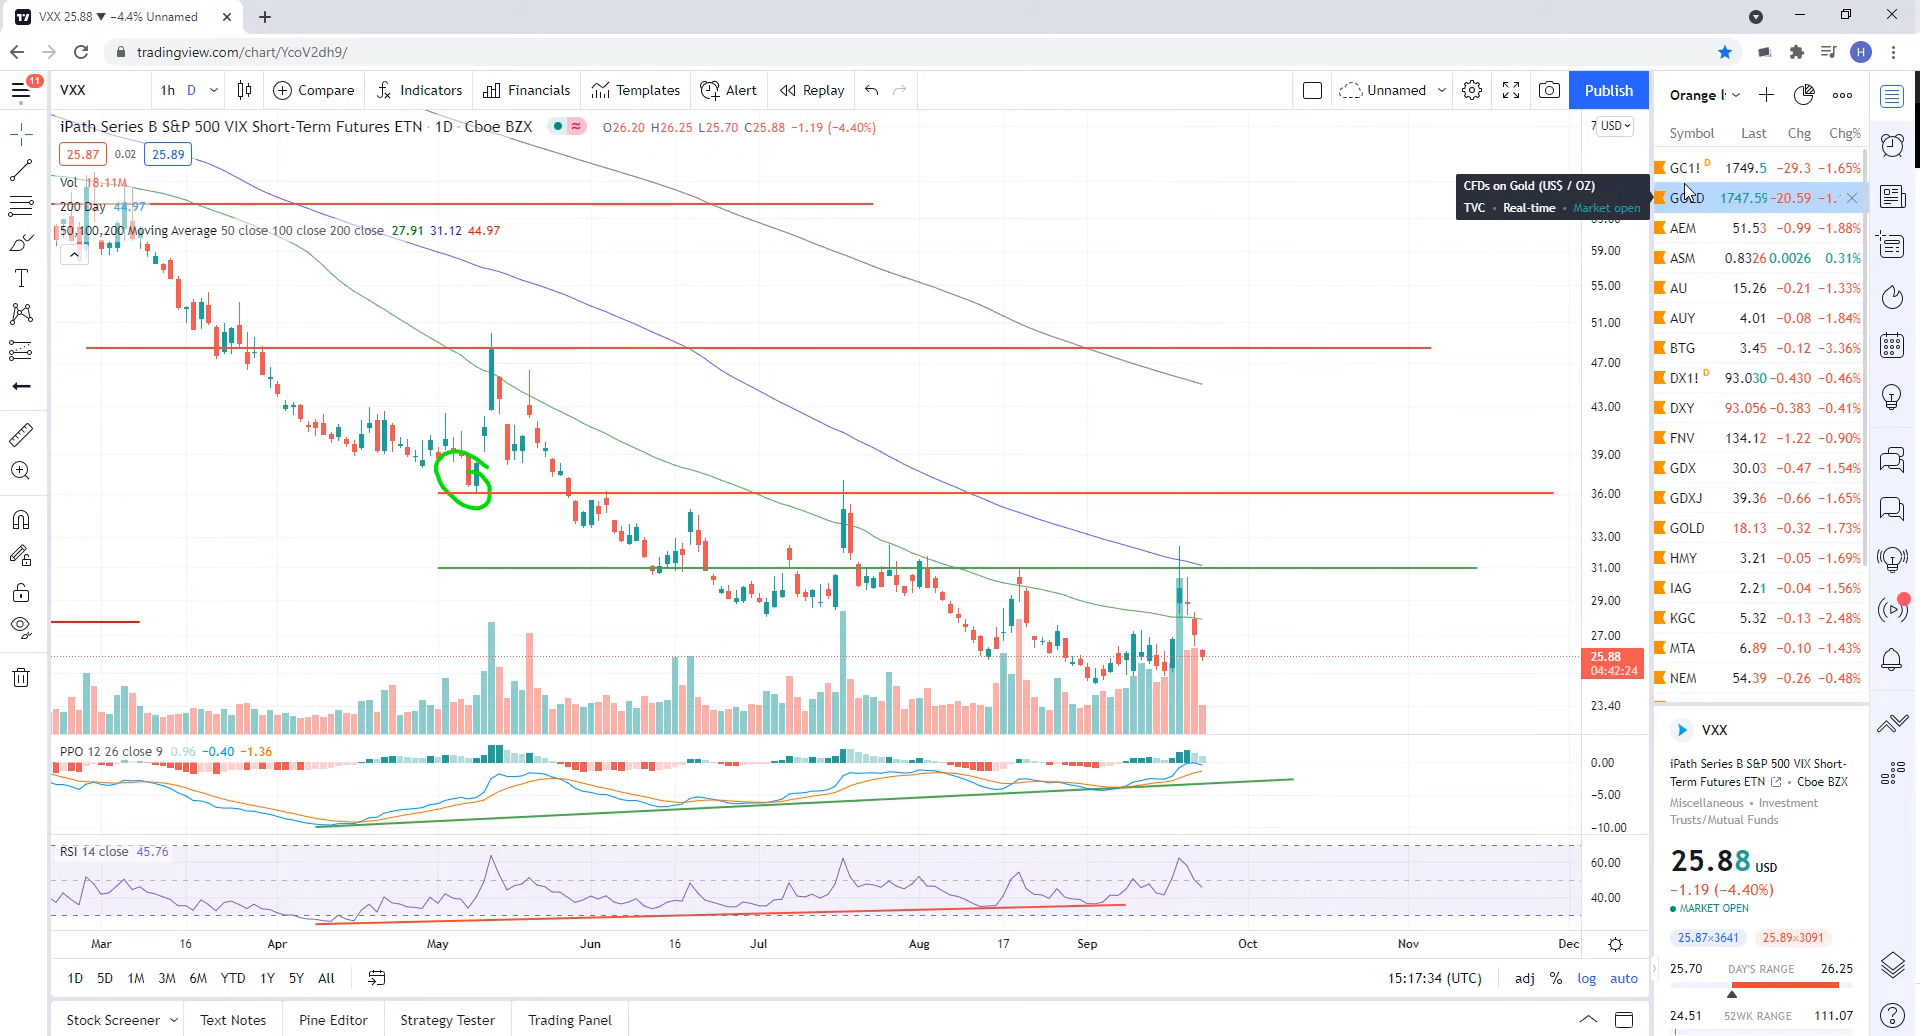 VXX 25.88 ▼ −4.4% Unnamed
tradingview.com/chart/YcoV2dh9/
H
11
VXX 1h D Compare Indicators Financials Templates Alert Replay Unnamed Publish
iPath Series B S&P 500 VIX Short-Term Futures ETN · 1D · Cboe BZX O26.20 H26.25 L25.70 C25.88 −1.19 (−4.40%)
25.87 0.02 25.89
Vol 18.11M
200 Day 44.97
50,100,200 Moving Average 50 close 100 close 200 close 27.91 31.12 44.97
USD
59.00
55.00
51.00
47.00
43.00
39.00
36.00
33.00
31.00
29.00
27.00
25.88
04:42:24
23.40
PPO 12 26 close 9 0.96 −0.40 −1.36
0.00
−5.00
−10.00
RSI 14 close 45.76
60.00
40.00
Mar 16 Apr May Jun 16 Jul Aug 17 Sep Oct Nov Dec
1D 5D 1M 3M 6M YTD 1Y 5Y All 15:17:34 (UTC) adj % log auto
Stock Screener Text Notes Pine Editor Strategy Tester Trading Panel
CFDs on Gold (US$ / OZ)
TVC • Real-time • Market open
Symbol Last Chg Chg%
GC1! D 1749.5 −29.3 −1.65%
1747.59 −20.59
AEM 51.53 −0.99 −1.88%
ASM 0.8326 0.0026 0.31%
AU 15.26 −0.21 −1.33%
AUY 4.01 −0.08 −1.84%
BTG 3.45 −0.12 −3.36%
DX1! D 93.030 −0.430 −0.46%
DXY 93.056 −0.383 −0.41%
FNV 134.12 −1.22 −0.90%
GDX 30.03 −0.47 −1.54%
GDXJ 39.36 −0.66 −1.65%
GOLD 18.13 −0.32 −1.73%
HMY 3.21 −0.05 −1.69%
IAG 2.21 −0.04 −1.56%
KGC 5.32 −0.13 −2.48%
MTA 6.89 −0.10 −1.43%
NEM 54.39 −0.26 −0.48%
VXX
iPath Series B S&P 500 VIX Short-
Term Futures ETN • Cboe BZX
Miscellaneous • Investment
Trusts/Mutual Funds
25.88 USD
−1.19 (−4.40%)
MARKET OPEN
25.87×3641 25.89×3091
25.70 DAY'S RANGE 26.25
24.51 52WK RANGE 111.07